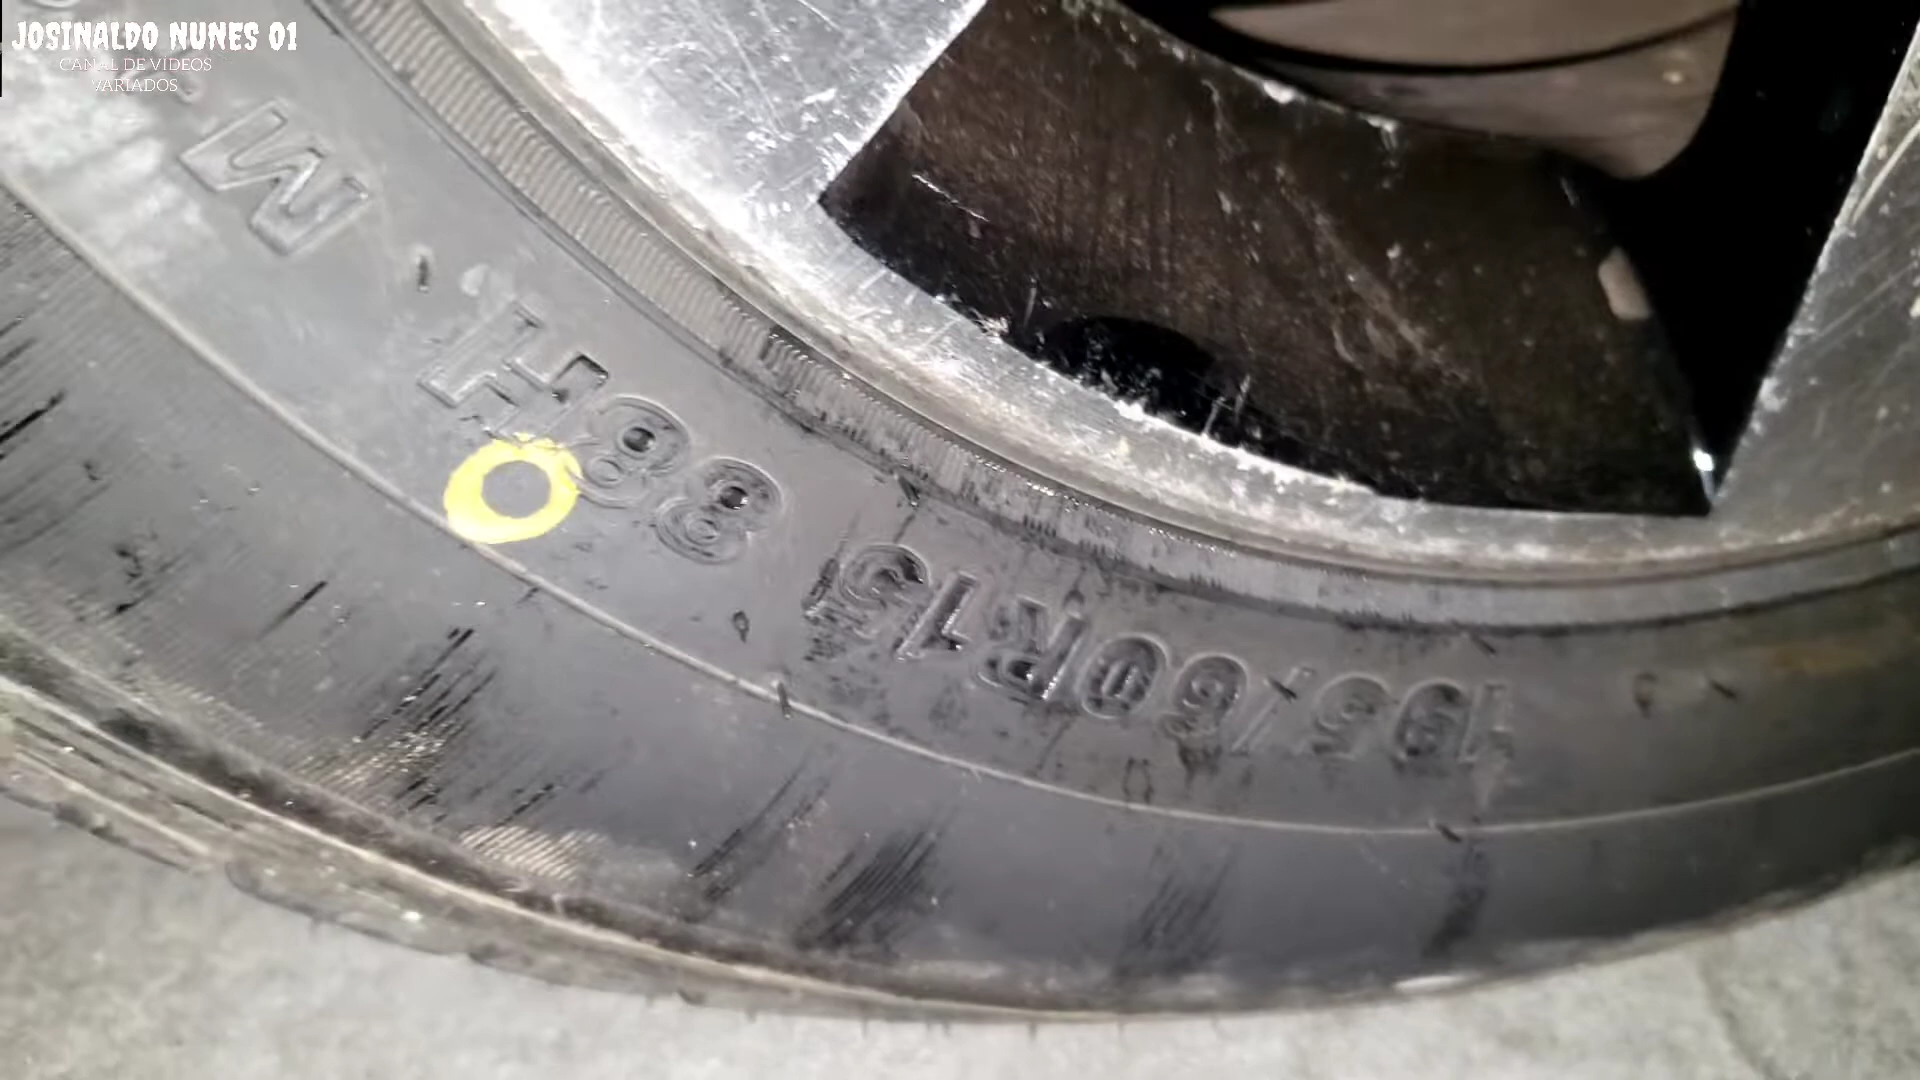 JOSINALDO NUNES 01
CANAL DE VIDEOS
VARIADOS
195/60R15 88H M